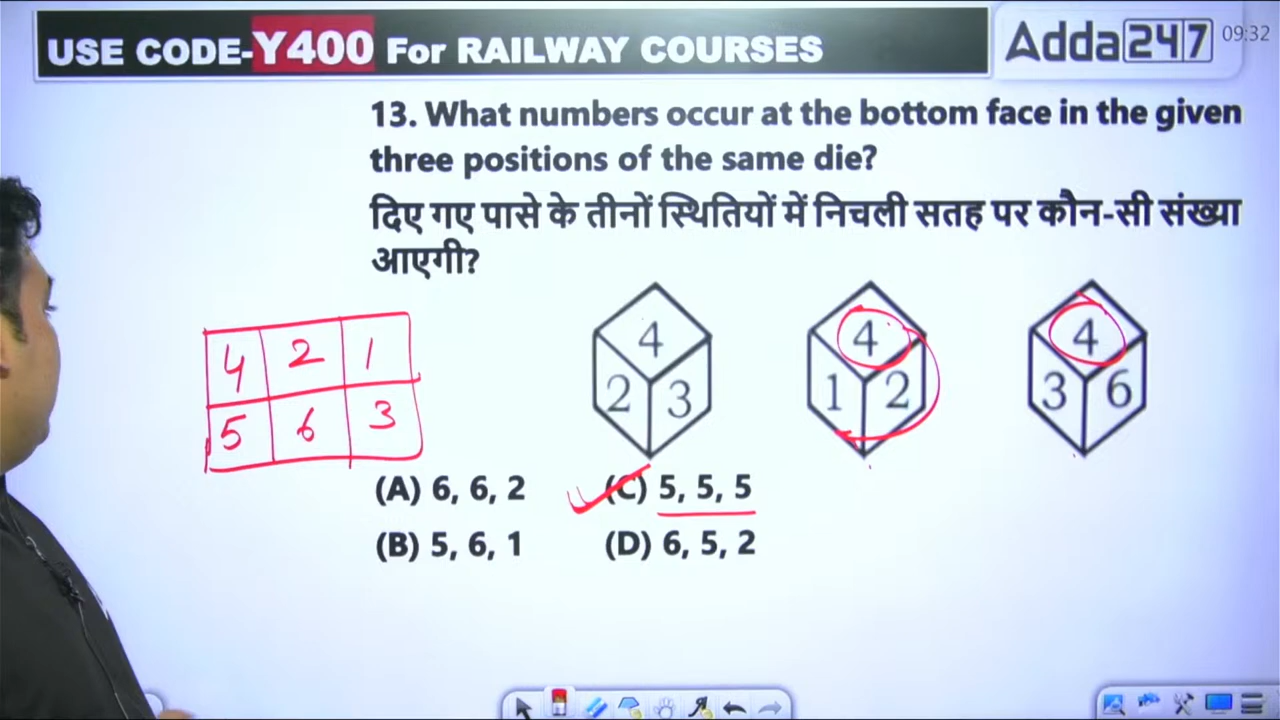 USE CODE-Y400 For RAILWAY COURSES
Adda247
09:32
13. What numbers occur at the bottom face in the given
three positions of the same die?
दिए गए पासे के तीनों स्थितियों में निचली सतह पर कौन-सी संख्या
आएगी?
4 2 1
5 6 3
4
2 3
4
1 2
4
3 6
(A) 6, 6, 2 (C) 5, 5, 5
(B) 5, 6, 1 (D) 6, 5, 2